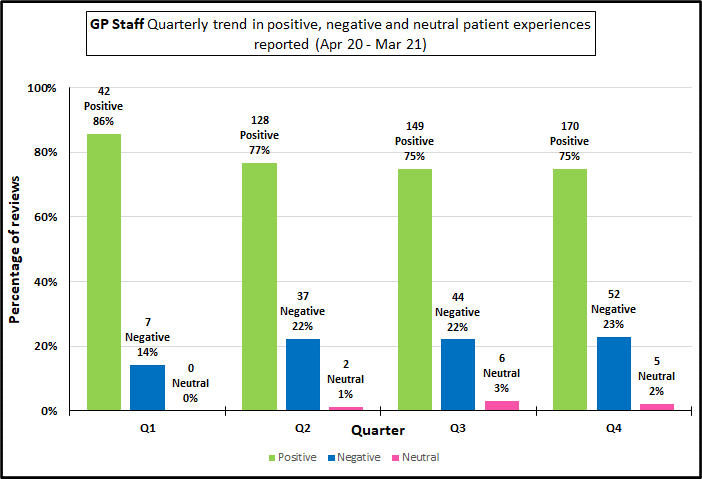 GP Staff Quarterly trend in positive, negative and neutral patient experiences
reported (Apr 20 - Mar 21)
Percentage of reviews
100%
80%
60%
40%
20%
0%
42
Positive
86%
7
Negative
14%
0
Neutral
0%
128
Positive
77%
37
Negative
22%
2
Neutral
1%
149
Positive
75%
44
Negative
22%
6
Neutral
3%
170
Positive
75%
52
Negative
23%
5
Neutral
2%
Q1
Q2
Q3
Q4
Quarter
Positive
Negative
Neutral